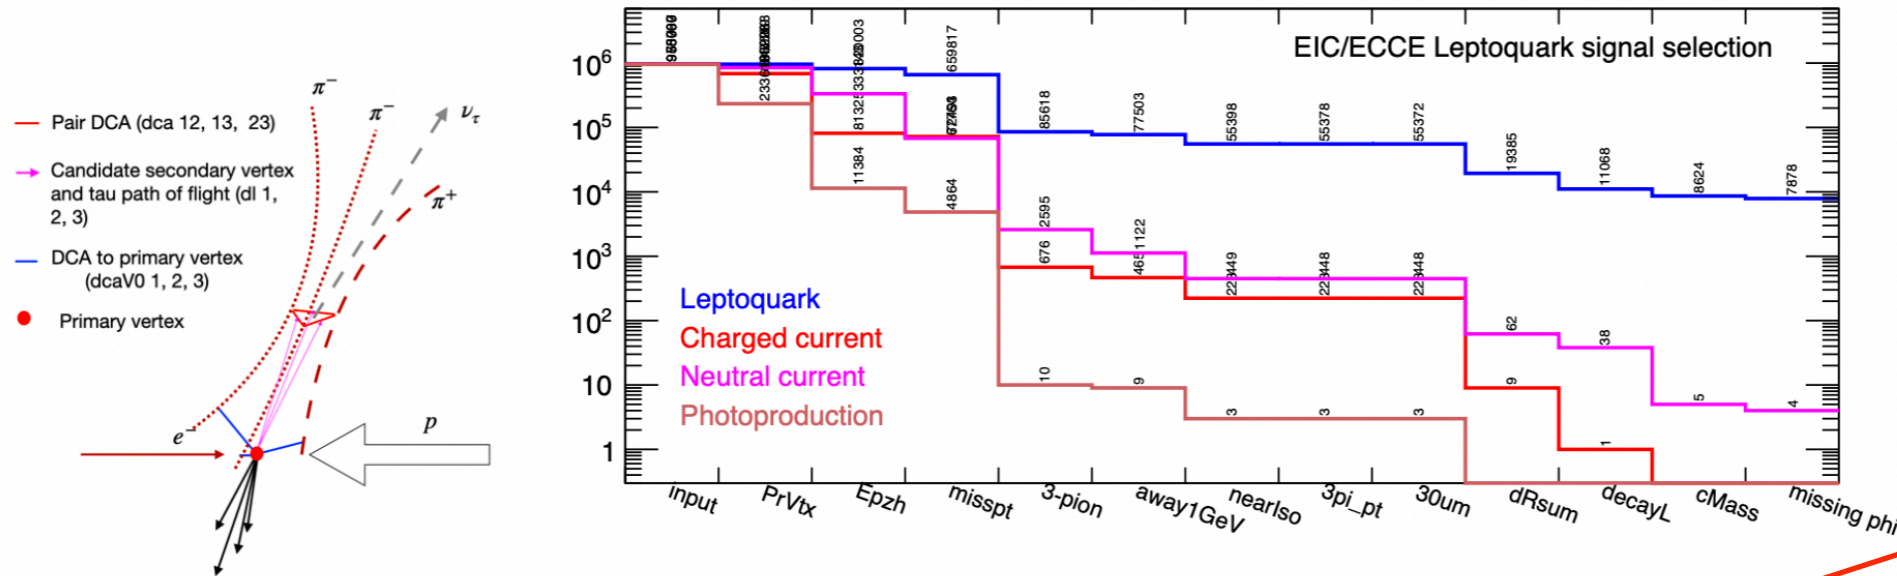 π⁻
π⁻
ν_τ
π⁺
Pair DCA (dca 12, 13, 23)
Candidate secondary vertex
and tau path of flight (dl 1,
2, 3)
DCA to primary vertex
(dcaV0 1, 2, 3)
Primary vertex
e⁻
p
EIC/ECCE Leptoquark signal selection
10⁶
10⁵
10⁴
10³
10²
10
1
659817
85618
77503
55398
55378
55372
19385
11068
8624
7878
11384
4864
2595
1122
449
448
448
62
38
5
4
676
465
9
1
10
9
3
3
3
Leptoquark
Charged current
Neutral current
Photoproduction
input
PrVtx
Epzh
misspt
3-pion
away1GeV
nearIso
3pi_pt
30um
dRsum
decayL
cMass
missing phi